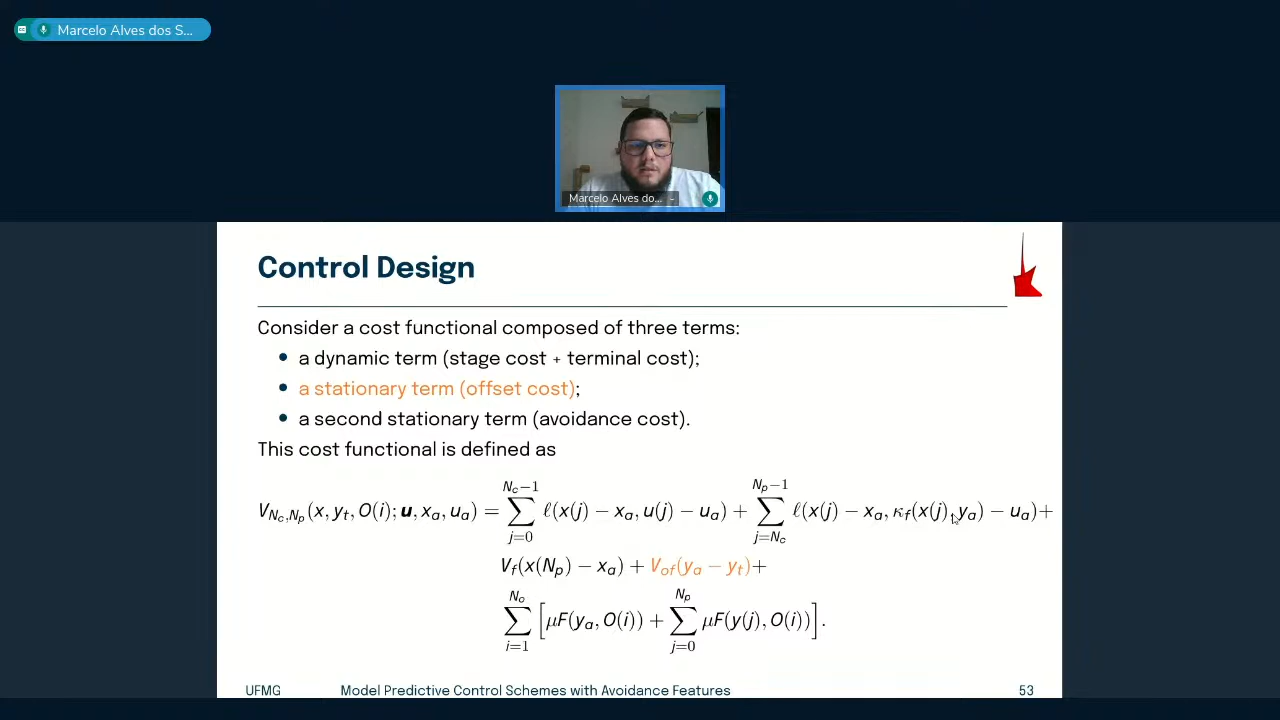 Marcelo Alves dos S...
Marcelo Alves do...
Control Design
Consider a cost functional composed of three terms:
• a dynamic term (stage cost + terminal cost);
• a stationary term (offset cost);
• a second stationary term (avoidance cost).
This cost functional is defined as
V_{N_c,N_p}(x, y_t, O(i); u, x_a, u_a) = ∑_{j=0}^{N_c−1} ℓ(x(j) − x_a, u(j) − u_a) + ∑_{j=N_c}^{N_p−1} ℓ(x(j) − x_a, κ_f(x(j), y_a) − u_a)+
V_f(x(N_p) − x_a) + V_{of}(y_a − y_t)+
∑_{i=1}^{N_o} [μF(y_a, O(i)) + ∑_{j=0}^{N_p} μF(y(j), O(i))].
UFMG Model Predictive Control Schemes with Avoidance Features 53